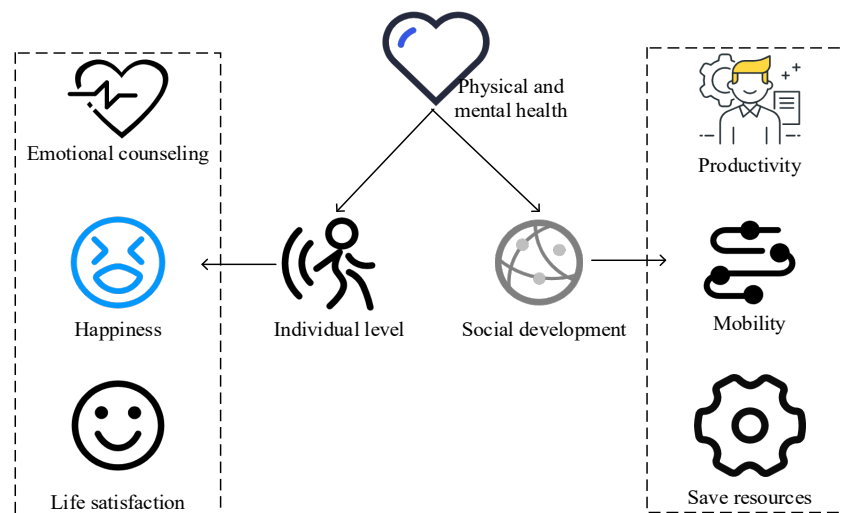 Physical and
mental health
Emotional counseling
Productivity
Happiness
Individual level
Social development
Mobility
Life satisfaction
Save resources